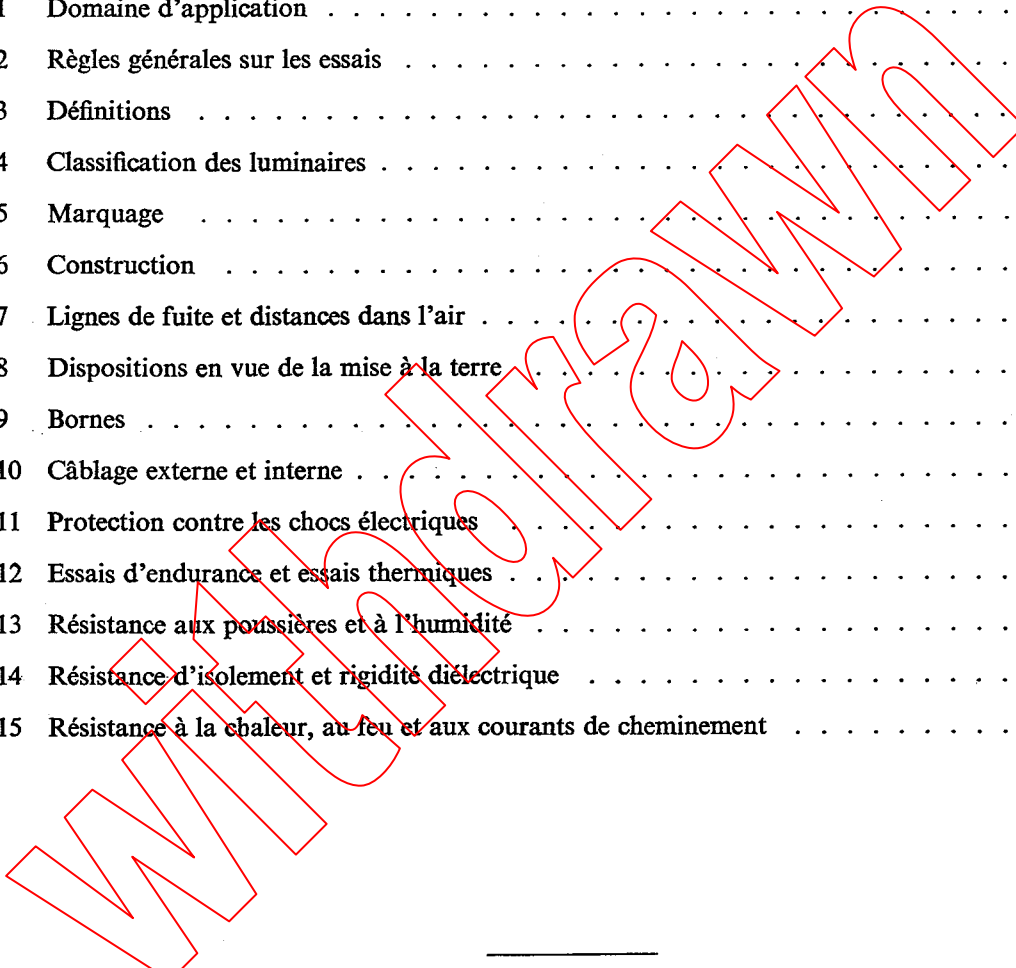 1 Domaine d'application . . . . . . . . . . . . . . . . . . . . . . . . . . .
2 Règles générales sur les essais . . . . . . . . . . . . . . . . . . . . . . . .
3 Définitions . . . . . . . . . . . . . . . . . . . . . . . . . . . . . . . .
4 Classification des luminaires . . . . . . . . . . . . . . . . . . . . . . . . .
5 Marquage . . . . . . . . . . . . . . . . . . . . . . . . . . . . . . . .
6 Construction . . . . . . . . . . . . . . . . . . . . . . . . . . . . . . .
7 Lignes de fuite et distances dans l'air . . . . . . . . . . . . . . . . . . . . .
8 Dispositions en vue de la mise à la terre . . . . . . . . . . . . . . . . . . .
9 Bornes . . . . . . . . . . . . . . . . . . . . . . . . . . . . . . . . . .
10 Câblage externe et interne . . . . . . . . . . . . . . . . . . . . . . . . . .
11 Protection contre les chocs électriques . . . . . . . . . . . . . . . . . . . .
12 Essais d'endurance et essais thermiques . . . . . . . . . . . . . . . . . . . .
13 Résistance aux poussières et à l'humidité . . . . . . . . . . . . . . . . . . .
14 Résistance d'isolement et rigidité diélectrique . . . . . . . . . . . . . . . . .
15 Résistance à la chaleur, au feu et aux courants de cheminement . . . . . . . . .
withdrawn